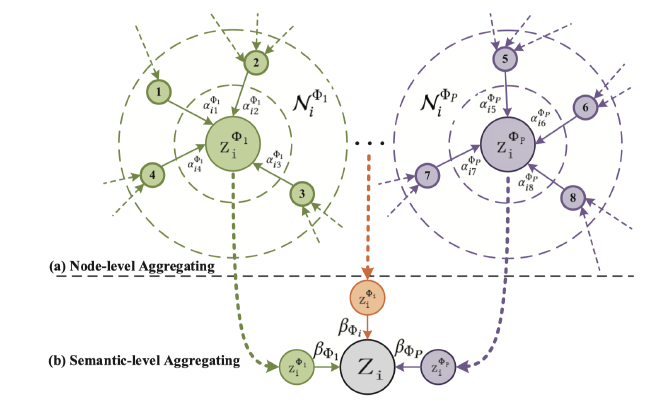 2
5
1
6
𝒩_i^{Φ_1}
𝒩_i^{Φ_P}
α_{i1}^{Φ_1}
α_{i2}^{Φ_1}
α_{i5}^{Φ_P}
α_{i6}^{Φ_P}
Z_i^{Φ_1}
...
Z_i^{Φ_P}
α_{i4}^{Φ_1}
α_{i3}^{Φ_1}
α_{i7}^{Φ_P}
α_{i8}^{Φ_P}
4
3
7
8
(a) Node-level Aggregating
Z_i^{Φ_i}
β_{Φ_i}
(b) Semantic-level Aggregating
Z_i^{Φ_1}
β_{Φ_1}
Z_i
β_{Φ_P}
Z_i^{Φ_P}